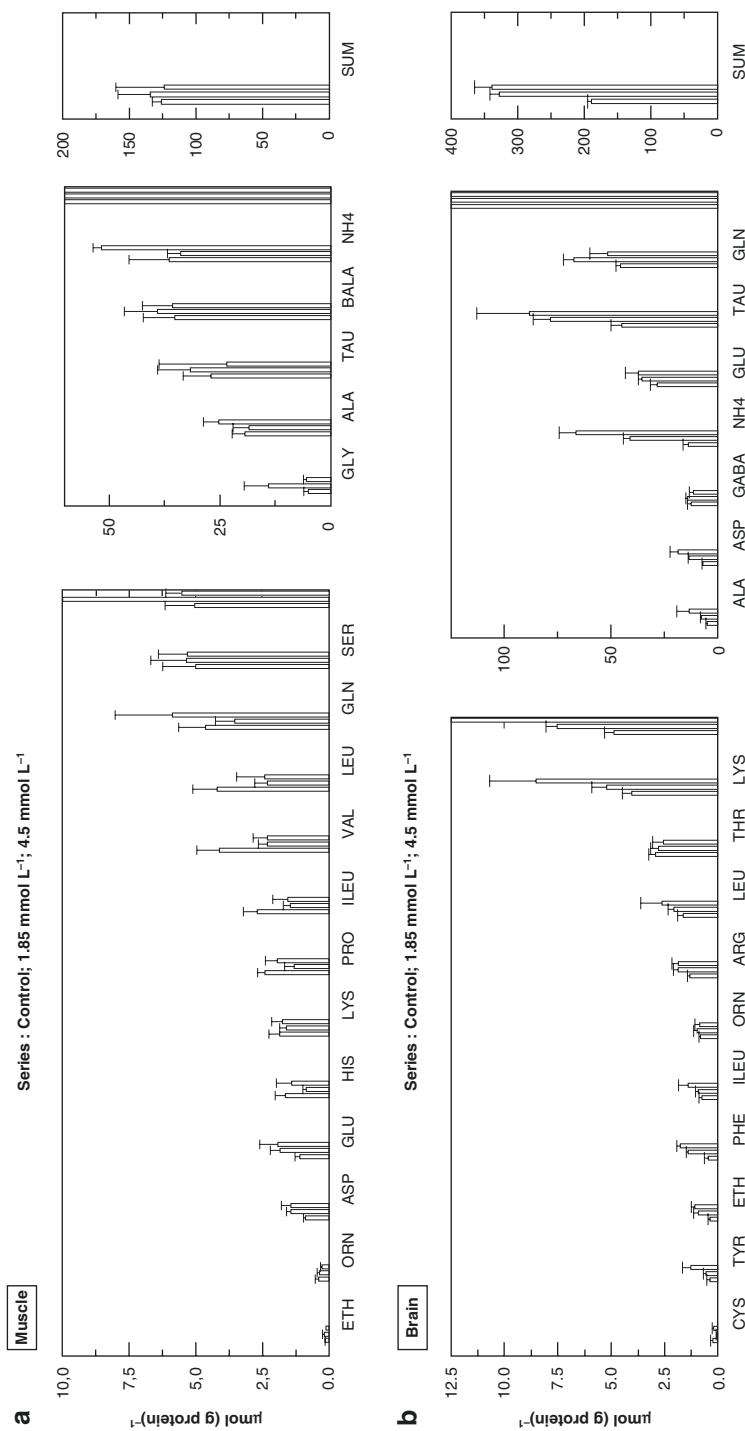 a
Muscle
Series : Control; 1.85 mmol L⁻¹; 4.5 mmol L⁻¹
μmol (g protein)⁻¹
10,0
7,5
5.0
2.5
0.0
ETH ORN ASP GLU HIS LYS PRO ILEU VAL LEU GLN SER
50
25
0
GLY ALA TAU BALA NH4
200
150
100
50
0
SUM
b
Brain
Series : Control; 1.85 mmol L⁻¹; 4.5 mmol L⁻¹
μmol (g protein)⁻¹
12.5
10.0
7.5
5.0
2.5
0.0
CYS TYR ETH PHE ILEU ORN ARG LEU THR LYS
100
50
0
ALA ASP GABA NH4 GLU TAU GLN
400
300
200
100
0
SUM